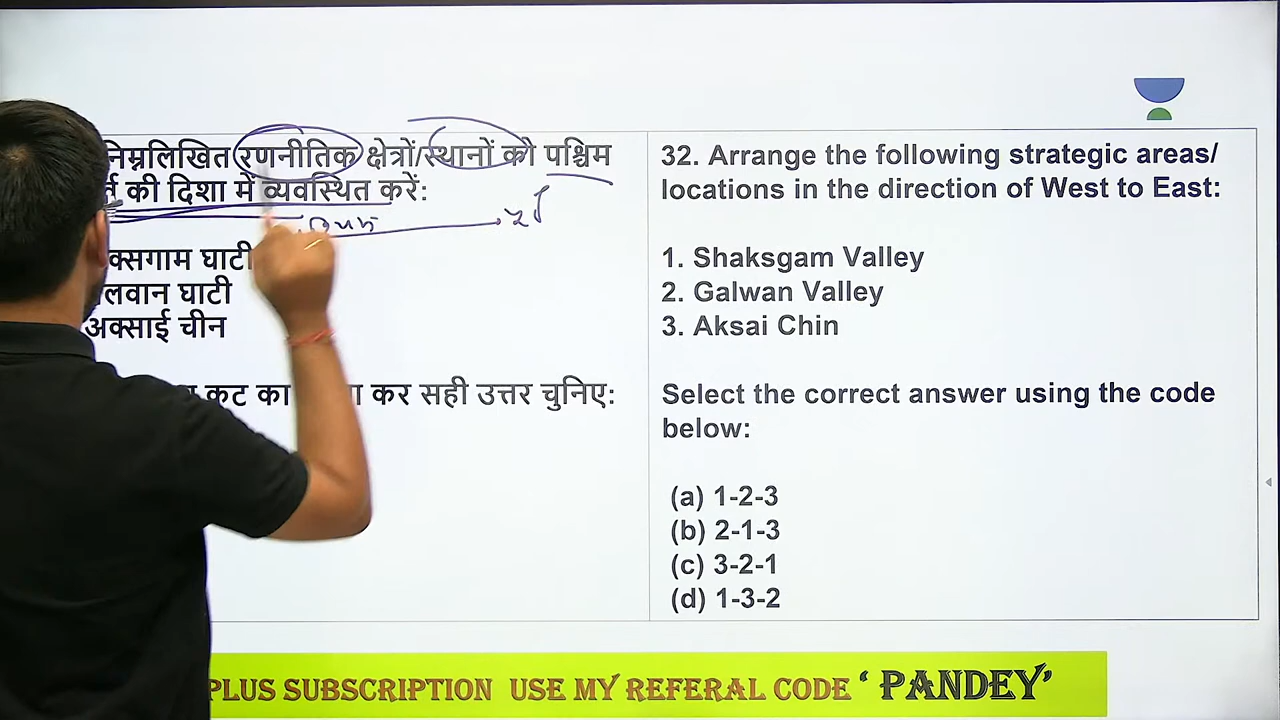 निम्नलिखित रणनीतिक क्षेत्रों/स्थानों को पश्चिम
की दिशा में व्यवस्थित करें:
घाटी
घाटी
अक्साई चीन
कट का कर सही उत्तर चुनिए:
32. Arrange the following strategic areas/
locations in the direction of West to East:
1. Shaksgam Valley
2. Galwan Valley
3. Aksai Chin
Select the correct answer using the code
below:
(a) 1-2-3
(b) 2-1-3
(c) 3-2-1
(d) 1-3-2
PLUS SUBSCRIPTION USE MY REFERAL CODE ‘ PANDEY’